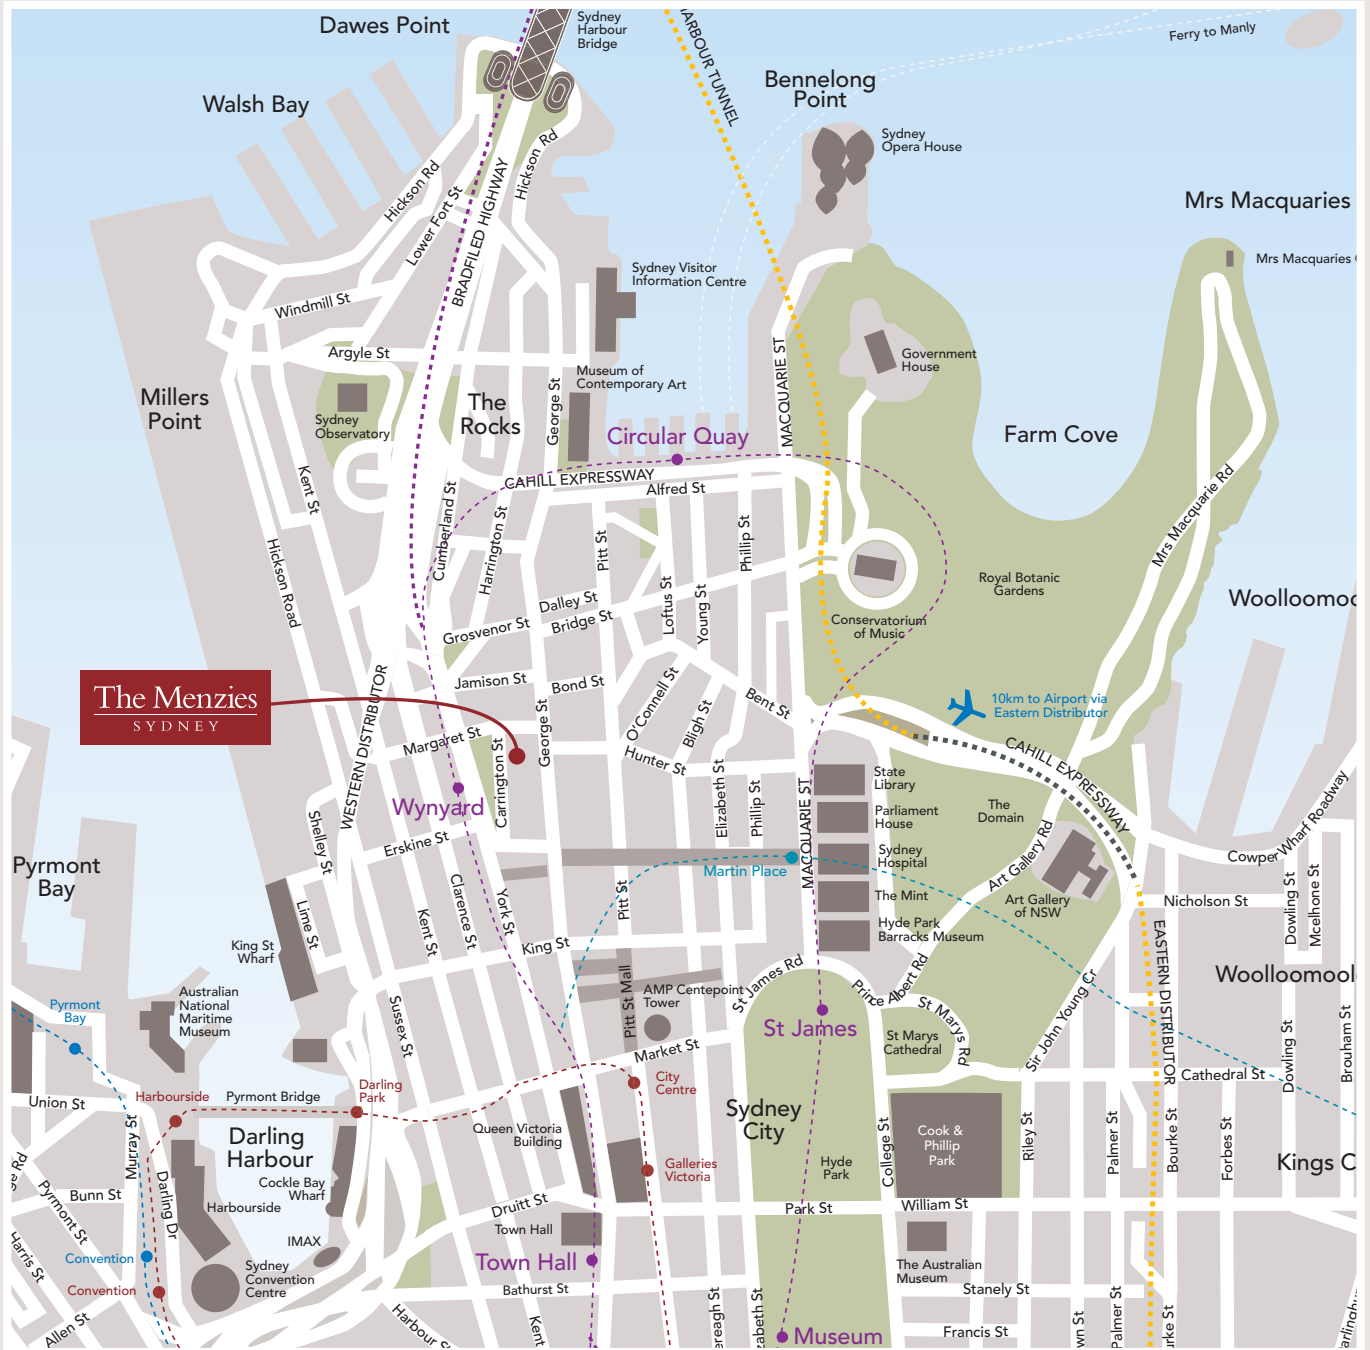 Dawes Point
Sydney
Harbour
Bridge
HARBOUR TUNNEL
Ferry to Manly
Walsh Bay
Bennelong
Point
Sydney
Opera House
Hickson Rd
Hickson Rd
Lower Fort St
BRADFILED HIGHWAY
Mrs Macquaries
Mrs Macquaries
Sydney Visitor
Information Centre
Windmill St
Argyle St
MACQUARIE ST
Government
House
Museum of
Contemporary Art
Millers
Point
The
Rocks
George St
Sydney
Observatory
Circular Quay
Farm Cove
CAHILL EXPRESSWAY
Alfred St
Kent St
Cumberland St
Harrington St
Pitt St
Phillip St
Mrs Macquarie Rd
Hickson Road
Royal Botanic
Gardens
Dalley St
Bridge St
Loftus St
Young St
Grosvenor St
Conservatorium
of Music
Woolloomoo
The Menzies
SYDNEY
WESTERN DISTRIBUTOR
Jamison St
Bond St
O'Connell St
Bligh St
Bent St
10km to Airport via
Eastern Distributor
Margaret St
Carrington St
George St
Hunter St
CAHILL EXPRESSWAY
Wynyard
Elizabeth St
Phillip St
MACQUARIE ST
State
Library
Parliament
House
The
Domain
Sydney
Hospital
The Mint
Hyde Park
Barracks Museum
Art Gallery Rd
Art Gallery
of NSW
Cowper Wharf Roadway
Shelley St
Erskine St
Martin Place
Pyrmont
Bay
Nicholson St
Dowling St
Mcelhone St
Lime St
Kent St
Clarence St
York St
Pitt St
King St
King St
Wharf
EASTERN DISTRIBUTOR
Woolloomool
Pyrmont
Bay
Australian
National
Maritime
Museum
Sussex St
Pitt St Mall
AMP Centepoint
Tower
St James Rd
Prince Albert Rd
St Marys Rd
St James
St Marys
Cathedral
Sir John Young Cr
Market St
Dowling St
Brouham St
Cathedral St
Union St
Harbourside
Pyrmont Bridge
Darling
Park
City
Centre
Murray St
Darling
Harbour
Queen Victoria
Building
Sydney
City
Galleries
Victoria
Hyde
Park
College St
Cook &
Phillip
Park
Riley St
Palmer St
Bourke St
Forbes St
Kings C
ge Rd
Bunn St
Pyrmont St
Darling Dr
Cockle Bay
Wharf
Harbourside
Druitt St
Town Hall
Park St
William St
Harris St
Convention
IMAX
Town Hall
The Australian
Museum
Convention
Sydney
Convention
Centre
Bathurst St
Stanely St
Allen St
Harbour St
Kent
ereagh St
zabeth St
Museum
Francis St
wn St
Palmer St
rke St
arlinghu